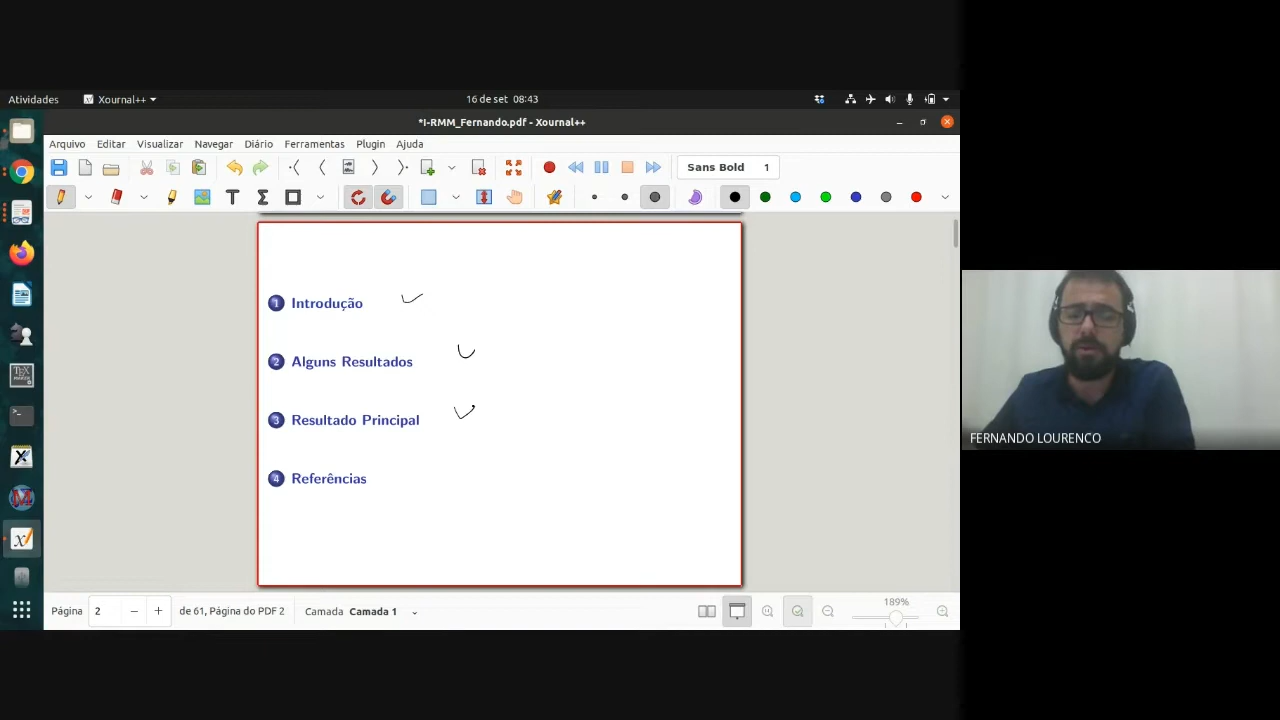 Atividades Xournal++ 16 de set 08:43
*I-RMM_Fernando.pdf - Xournal++
Arquivo Editar Visualizar Navegar Diário Ferramentas Plugin Ajuda
Sans Bold 1
1 Introdução
2 Alguns Resultados
3 Resultado Principal
4 Referências
FERNANDO LOURENCO
Página 2 de 61, Página do PDF 2 Camada Camada 1 189%